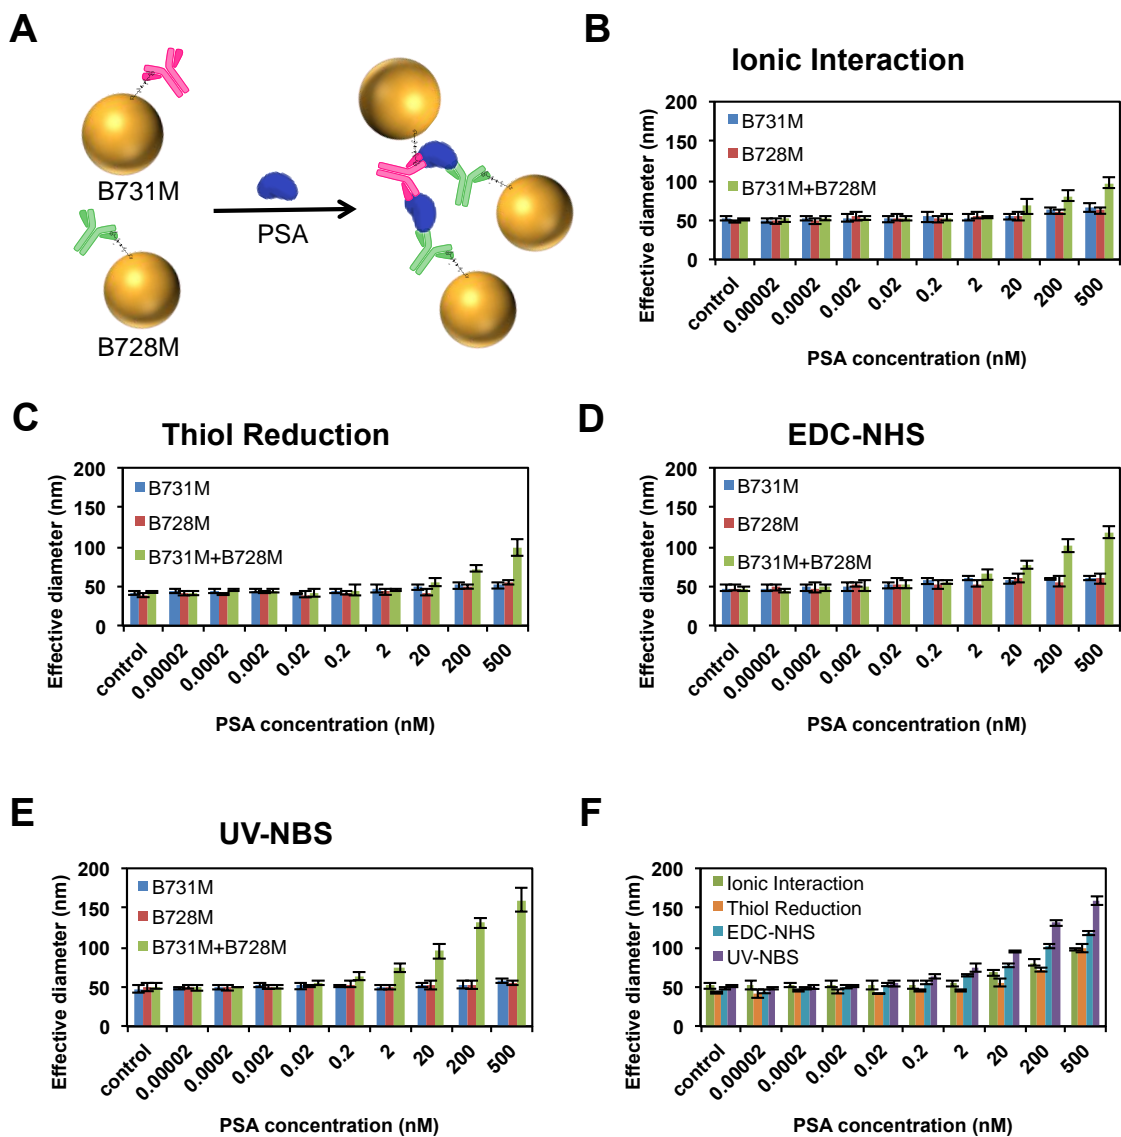 A
B731M
PSA
B728M
B
Ionic Interaction
Effective diameter (nm)
200
150
100
50
0
B731M
B728M
B731M+B728M
control
0.00002
0.0002
0.002
0.02
0.2
2
20
200
500
PSA concentration (nM)
C
Thiol Reduction
Effective diameter (nm)
200
150
100
50
0
B731M
B728M
B731M+B728M
control
0.00002
0.0002
0.002
0.02
0.2
2
20
200
500
PSA concentration (nM)
D
EDC-NHS
Effective diameter (nm)
200
150
100
50
0
B731M
B728M
B731M+B728M
control
0.00002
0.0002
0.002
0.02
0.2
2
20
200
500
PSA concentration (nM)
E
UV-NBS
Effective diameter (nm)
200
150
100
50
0
B731M
B728M
B731M+B728M
control
0.00002
0.0002
0.002
0.02
0.2
2
20
200
500
PSA concentration (nM)
F
Effective diameter (nm)
200
150
100
50
0
Ionic Interaction
Thiol Reduction
EDC-NHS
UV-NBS
control
0.00002
0.0002
0.002
0.02
0.2
2
20
200
500
PSA concentration (nM)